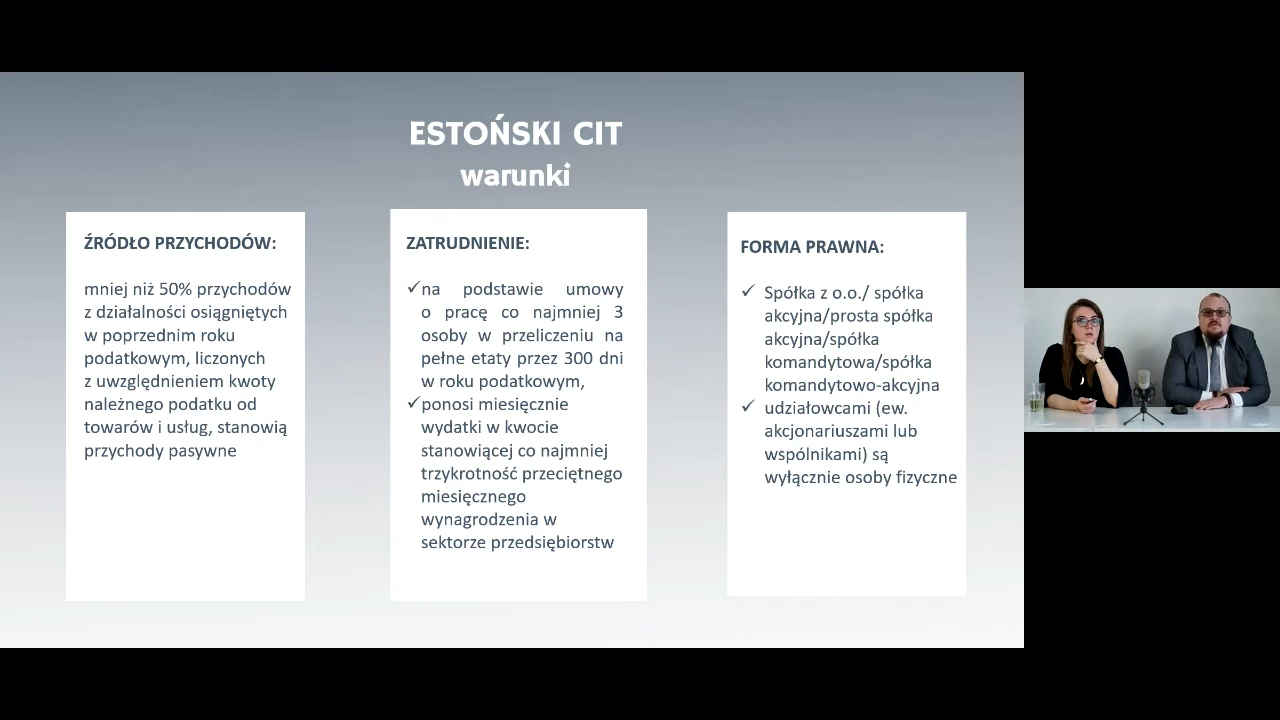 ESTOŃSKI CIT
warunki
ŹRÓDŁO PRZYCHODÓW:
mniej niż 50% przychodów
z działalności osiągniętych
w poprzednim roku
podatkowym, liczonych
z uwzględnieniem kwoty
należnego podatku od
towarów i usług, stanowią
przychody pasywne
ZATRUDNIENIE:
✓na podstawie umowy
o pracę co najmniej 3
osoby w przeliczeniu na
pełne etaty przez 300 dni
w roku podatkowym,
✓ponosi miesięcznie
wydatki w kwocie
stanowiącej co najmniej
trzykrotność przeciętnego
miesięcznego
wynagrodzenia w
sektorze przedsiębiorstw
FORMA PRAWNA:
✓ Spółka z o.o./ spółka
akcyjna/prosta spółka
akcyjna/spółka
komandytowa/spółka
komandytowo-akcyjna
✓ udziałowcami (ew.
akcjonariuszami lub
wspólnikami) są
wyłącznie osoby fizyczne